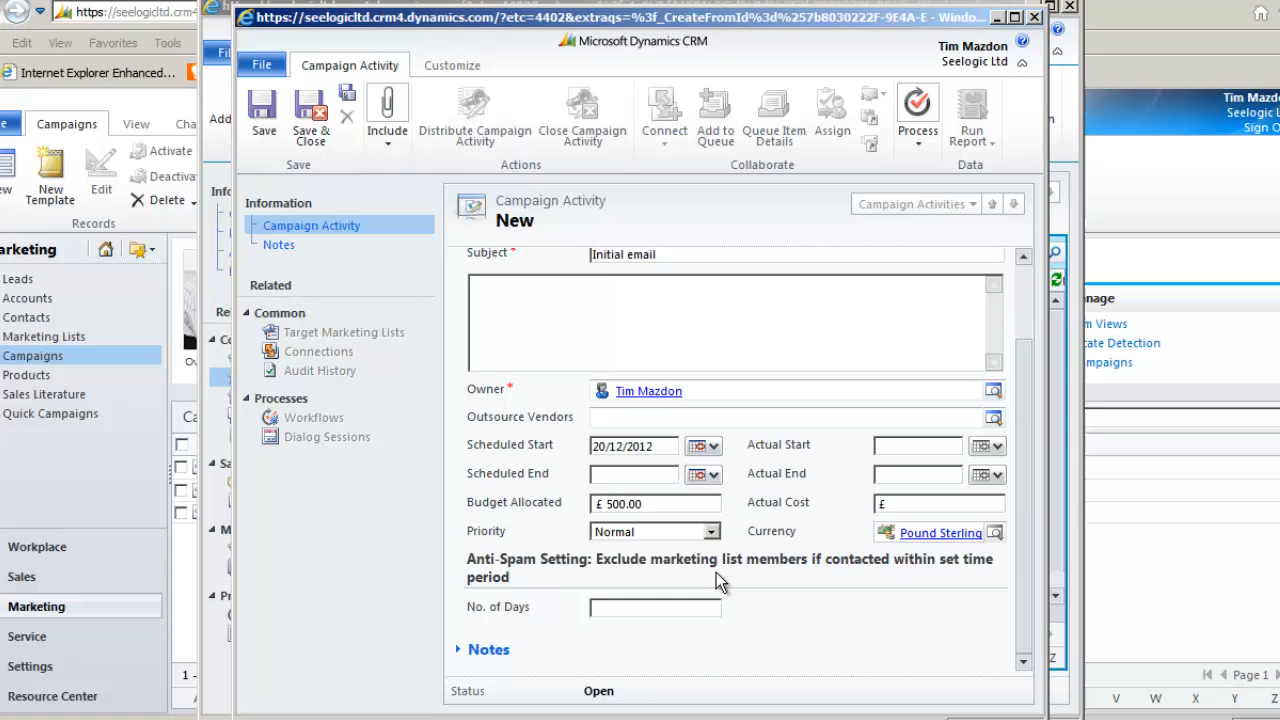 https://seelogicltd.crm4.dynamics.com/?etc=4402&extraqs=%3f_CreateFromId%3d%257b8030222F-9E4A-E - Windo...
https://seelogicltd.crm4
Edit View Favorites Tools
Internet Explorer Enhanced...
Microsoft Dynamics CRM
Tim Mazdon
Seelogic Ltd
File Campaign Activity Customize
Save
Save & Close
Include
Distribute Campaign Activity
Close Campaign Activity
Connect
Add to Queue
Queue Item Details
Assign
Process
Run Report
Save Actions Collaborate Data
Campaigns View Cha
New Template
Edit
Activate
Deactiva
Delete
Records
Tim Mazdo
Seelogic L
Sign O
arketing
Leads
Accounts
Contacts
Marketing Lists
Campaigns
Products
Sales Literature
Quick Campaigns
Workplace
Sales
Marketing
Service
Settings
Resource Center
Information
Campaign Activity
Notes
Related
Common
Target Marketing Lists
Connections
Audit History
Processes
Workflows
Dialog Sessions
Campaign Activity
New
Campaign Activities
Subject * Initial email
Owner * Tim Mazdon
Outsource Vendors
Scheduled Start 20/12/2012 Actual Start
Scheduled End Actual End
Budget Allocated £ 500.00 Actual Cost £
Priority Normal Currency Pound Sterling
Anti-Spam Setting: Exclude marketing list members if contacted within set time
period
No. of Days
Notes
Status Open
nage
m Views
cate Detection
mpaigns
Page 1
V W X Y Z